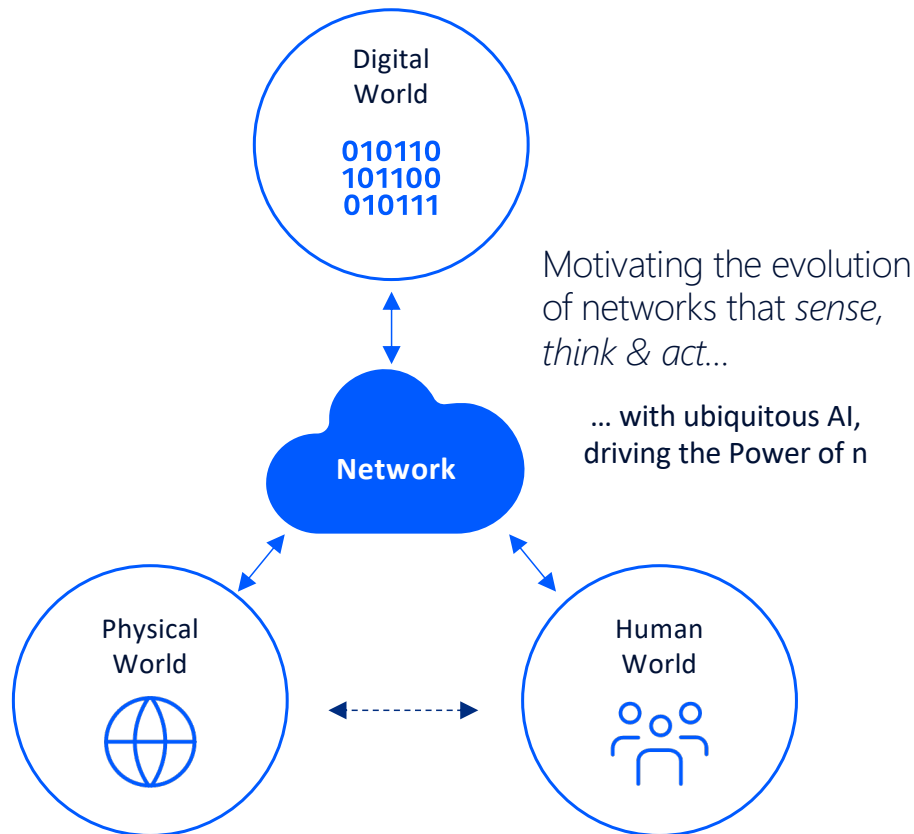 Digital
World
010110
101100
010111
Motivating the evolution
of networks that sense,
think & act...
... with ubiquitous AI,
driving the Power of n
Network
Physical
World
Human
World